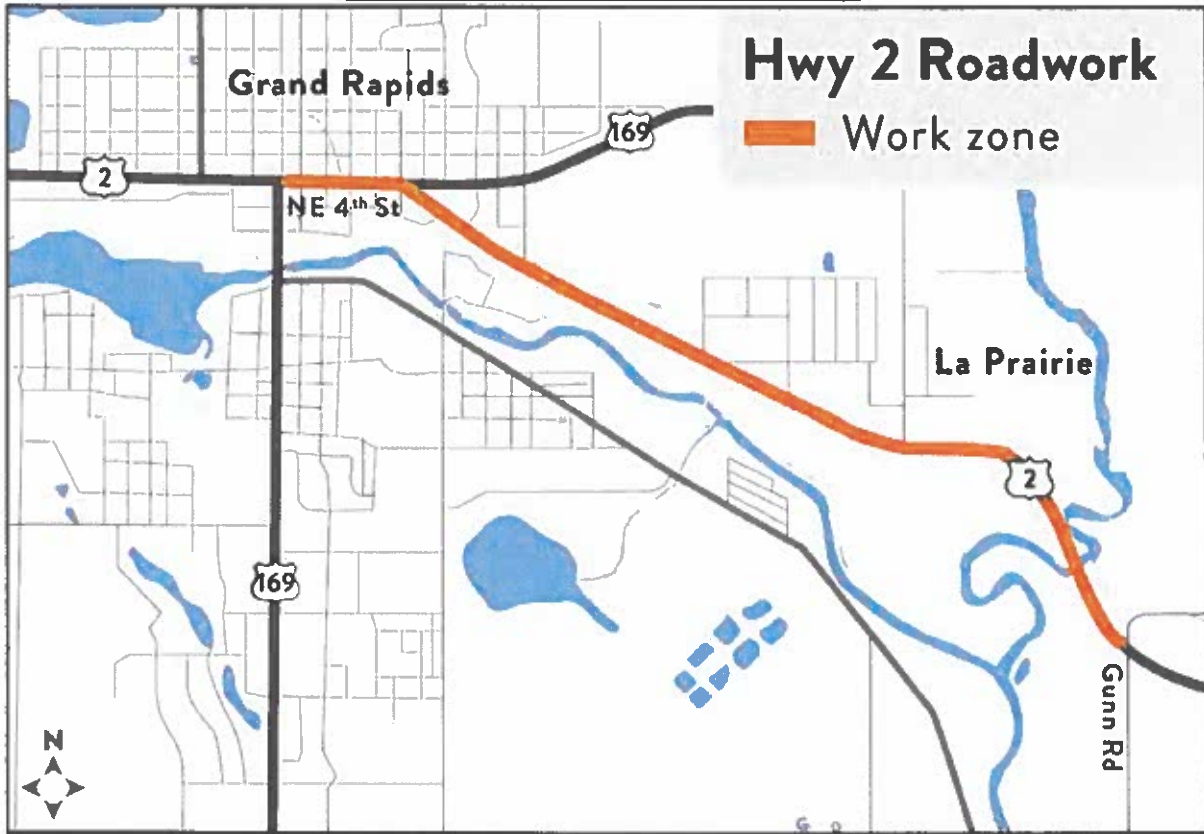 Hwy 2 Roadwork
Work zone
Grand Rapids
169
2
NE 4th St
La Prairie
2
169
Gunn Rd
N